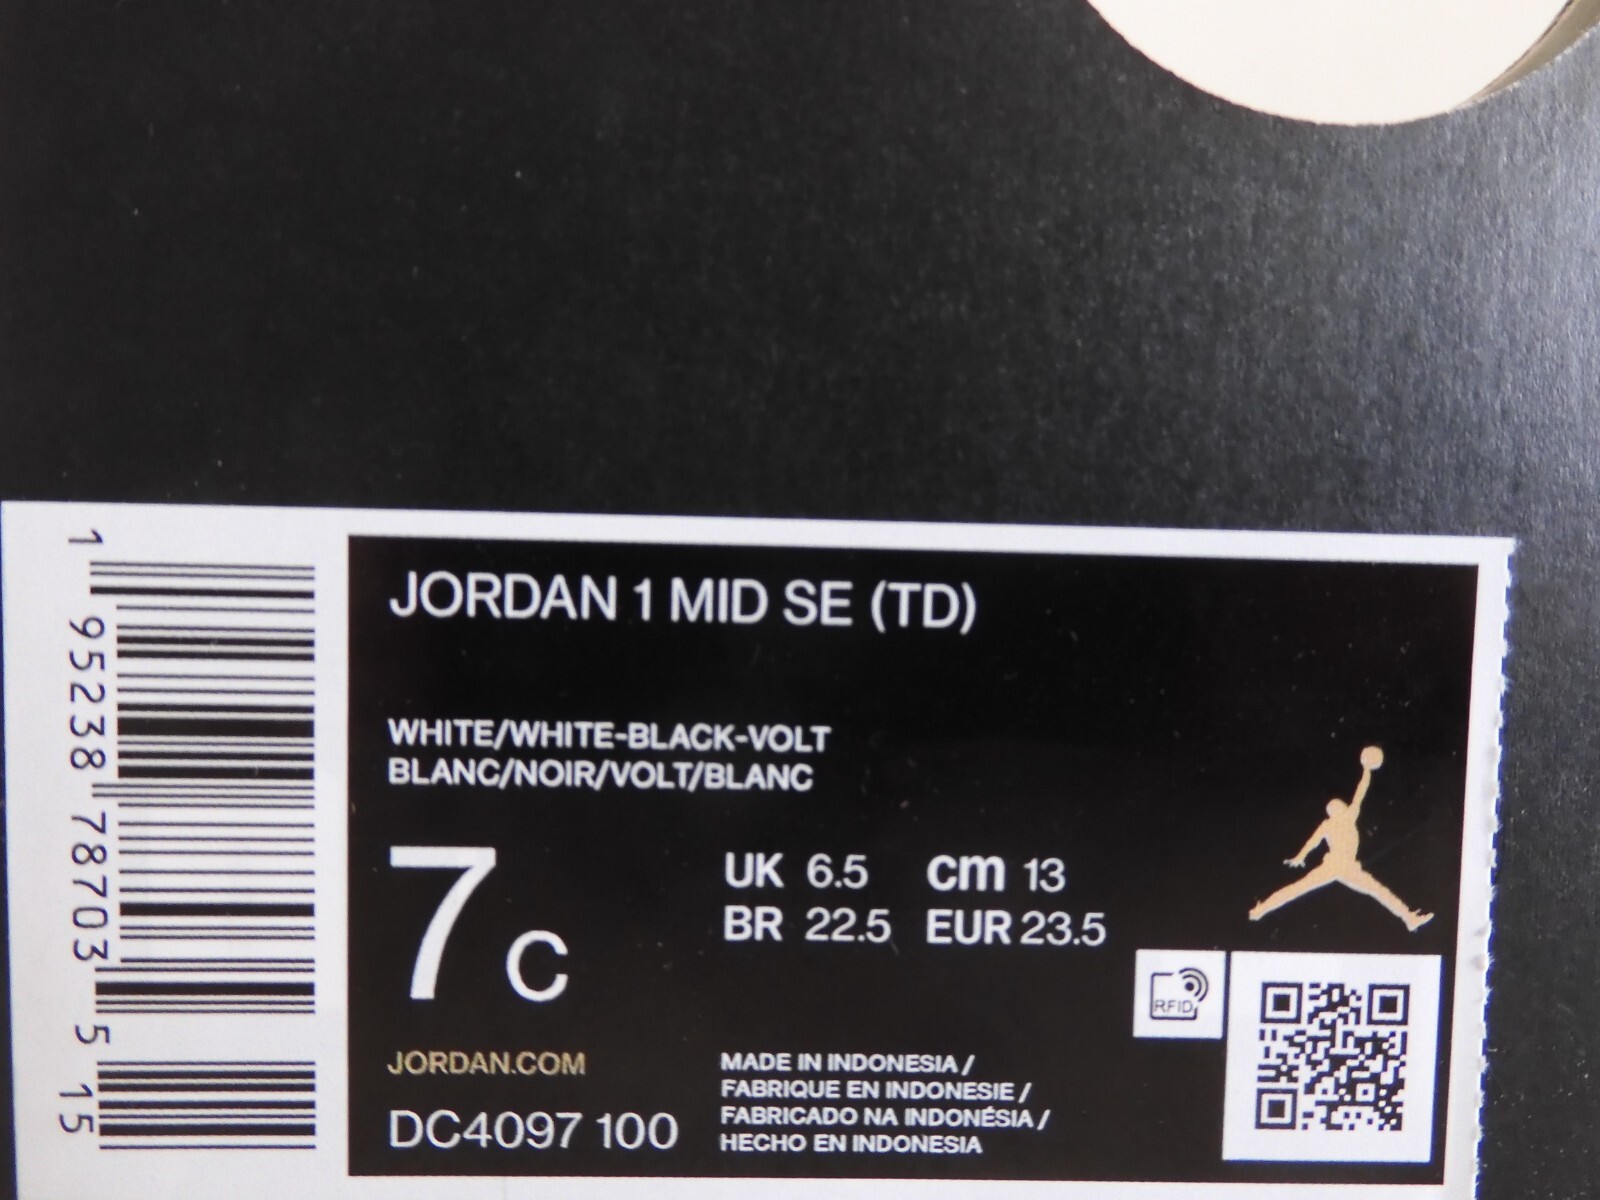 1 95238 78703 5 15
JORDAN 1 MID SE (TD)
WHITE/WHITE-BLACK-VOLT
BLANC/NOIR/VOLT/BLANC
7c
UK 6.5 cm 13
BR 22.5 EUR 23.5
RFID
JORDAN.COM
DC4097 100
MADE IN INDONESIA /
FABRIQUE EN INDONESIE /
FABRICADO NA INDONÉSIA /
HECHO EN INDONESIA